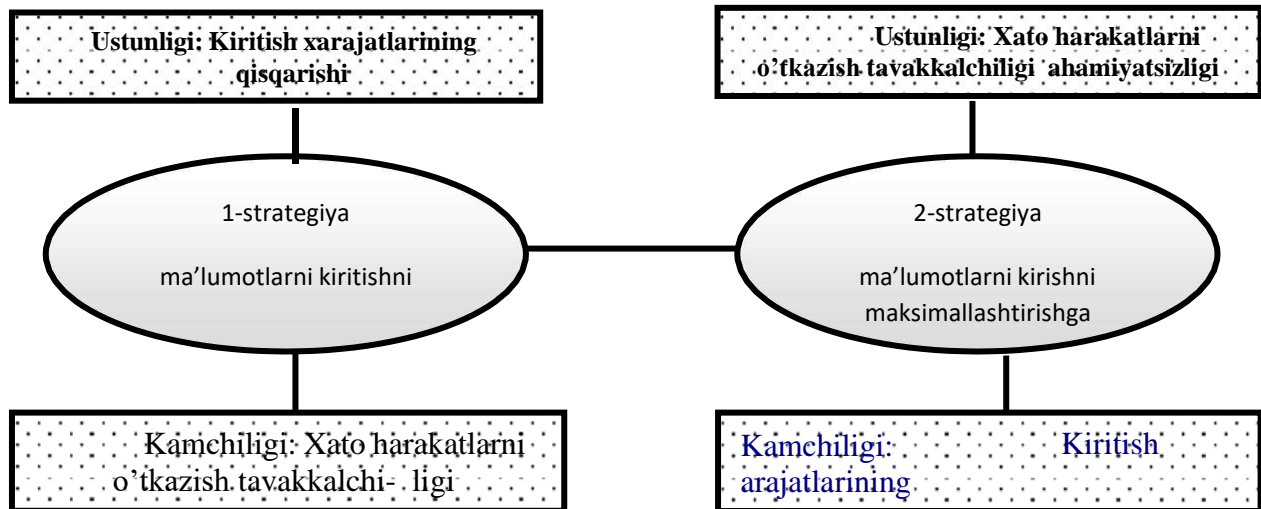 Ustunligi: Kiritish xarajatlarining
qisqarishi
Ustunligi: Xato harakatlarni
o’tkazish tavakkalchiligi ahamiyatsizligi
1-strategiya
ma’lumotlarni kiritishni
2-strategiya
ma’lumotlarni kirishni
maksimallashtirishga
Kamchiligi: Xato harakatlarni
o’tkazish tavakkalchi- ligi
Kamchiligi: Kiritish
arajatlarining